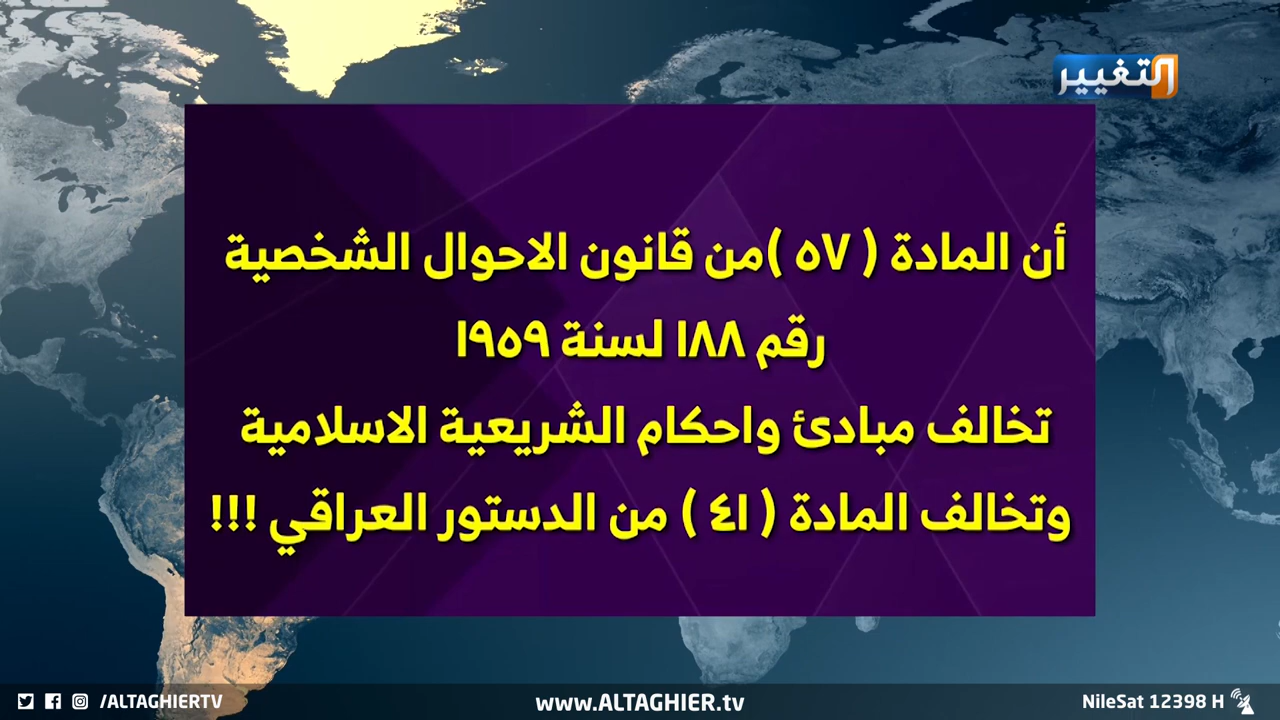 التغيير
أن المادة ( ٥٧ )من قانون الاحوال الشخصية
رقم ١٨٨ لسنة ١٩٥٩
تخالف مبادئ واحكام الشريعية الاسلامية
وتخالف المادة ( ٤١ ) من الدستور العراقي !!!
/ALTAGHIERTV
www.ALTAGHIER.tv
NileSat 12398 H